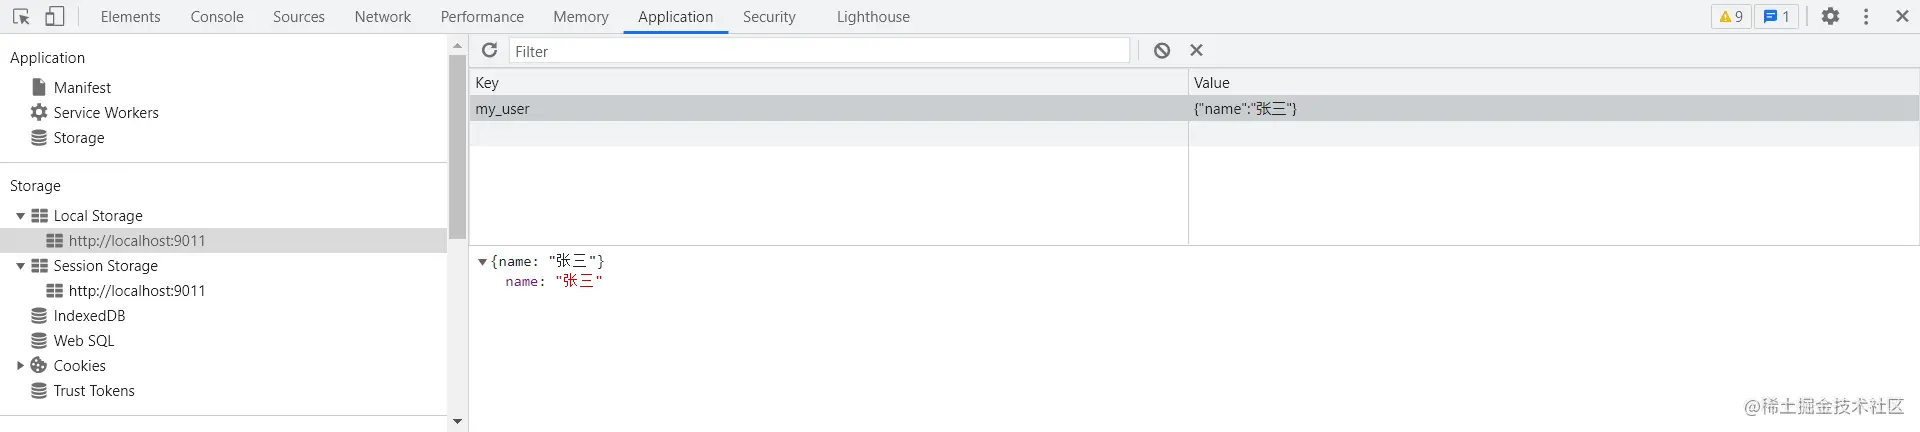 Elements Console Sources Network Performance Memory Application Security Lighthouse 9 1
Application
Manifest
Service Workers
Storage
Storage
Local Storage
http://localhost:9011
Session Storage
http://localhost:9011
IndexedDB
Web SQL
Cookies
Trust Tokens
Filter
Key Value
my_user {"name":"张三"}
{name: "张三"}
name: "张三"
@稀土掘金技术社区